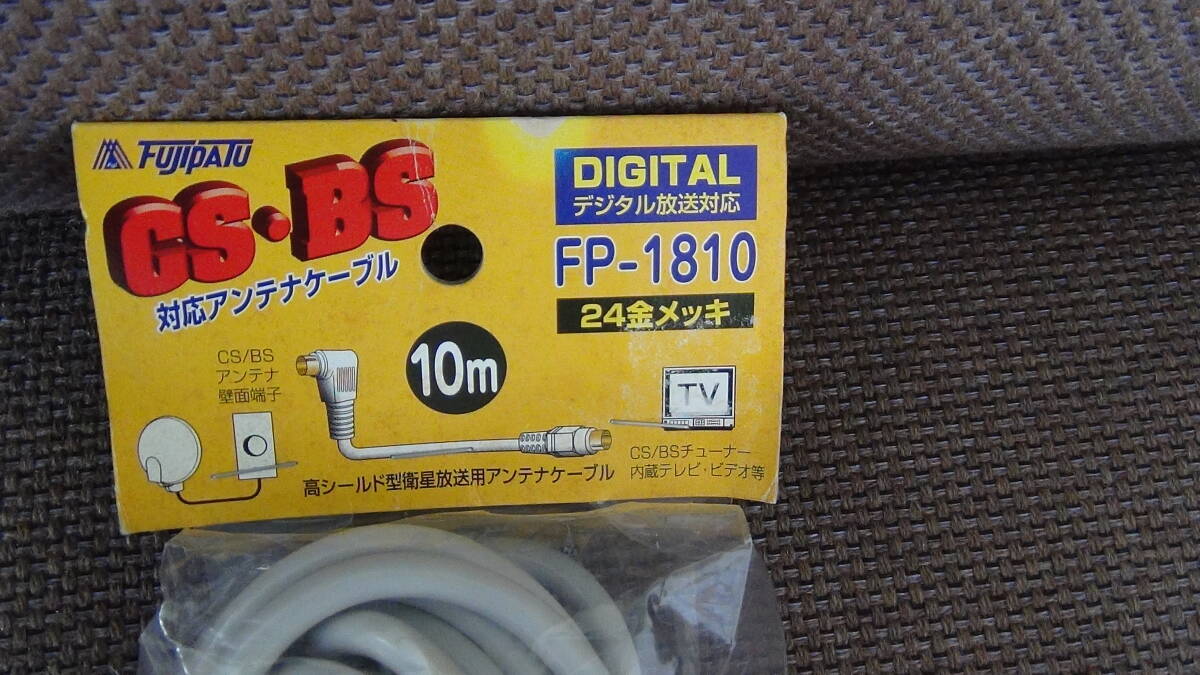 FUJIPATU
CS・BS
対応アンテナケーブル
DIGITAL
デジタル放送対応
FP-1810
24金メッキ
10m
CS/BS
アンテナ
壁面端子
TV
CS/BSチューナー
内蔵テレビ・ビデオ等
高シールド型衛星放送用アンテナケーブル